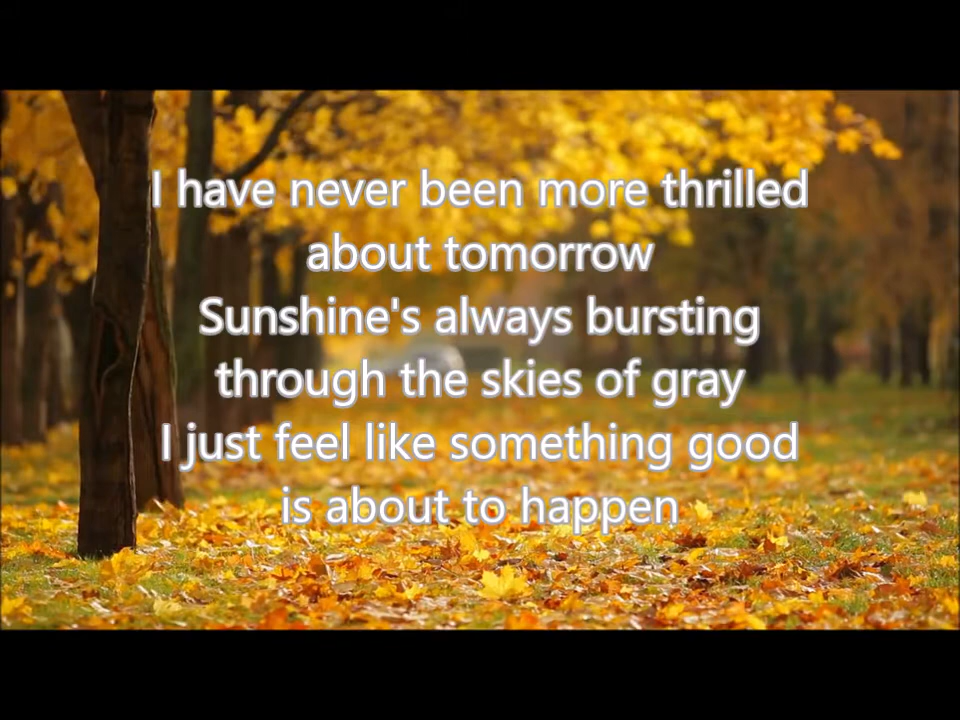 I have never been more thrilled
about tomorrow
Sunshine's always bursting
through the skies of gray
I just feel like something good
is about to happen